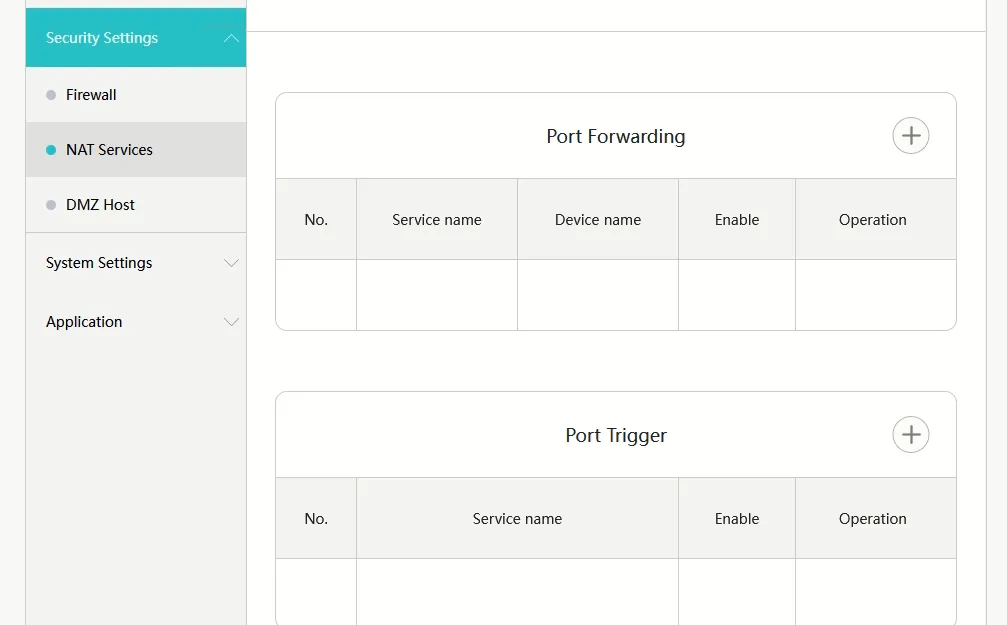 Security Settings
Firewall
NAT Services
DMZ Host
System Settings
Application
Port Forwarding
No. Service name Device name Enable Operation
Port Trigger
No. Service name Enable Operation